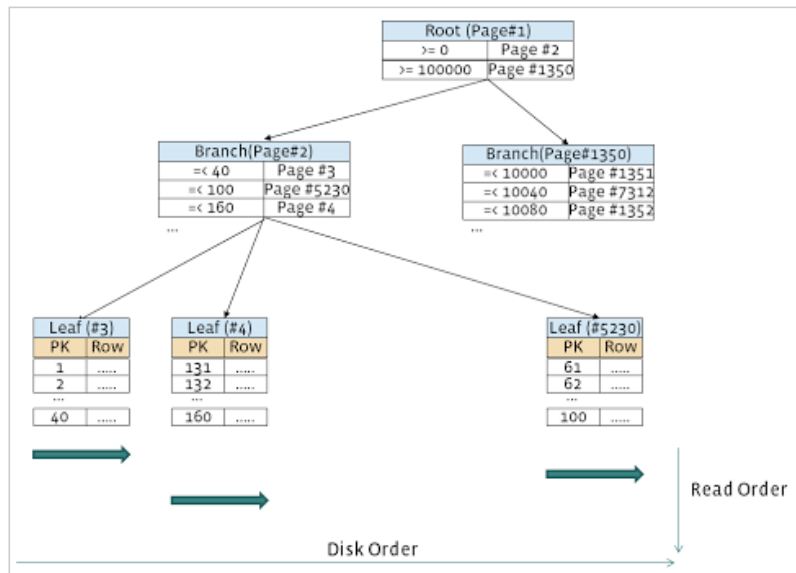 Root (Page#1)
>= 0 Page #2
>= 100000 Page #1350
Branch(Page#2)
=< 40 Page #3
=< 100 Page #5230
=< 160 Page #4
...
Branch(Page#1350)
=< 10000 Page #1351
=< 10040 Page #7312
=< 10080 Page #1352
...
Leaf (#3)
PK Row
1 .....
2 .....
...
40 .....
Leaf (#4)
PK Row
131 .....
132 .....
...
160 .....
Leaf (#5230)
PK Row
61 .....
62 .....
...
100 .....
Read Order
Disk Order